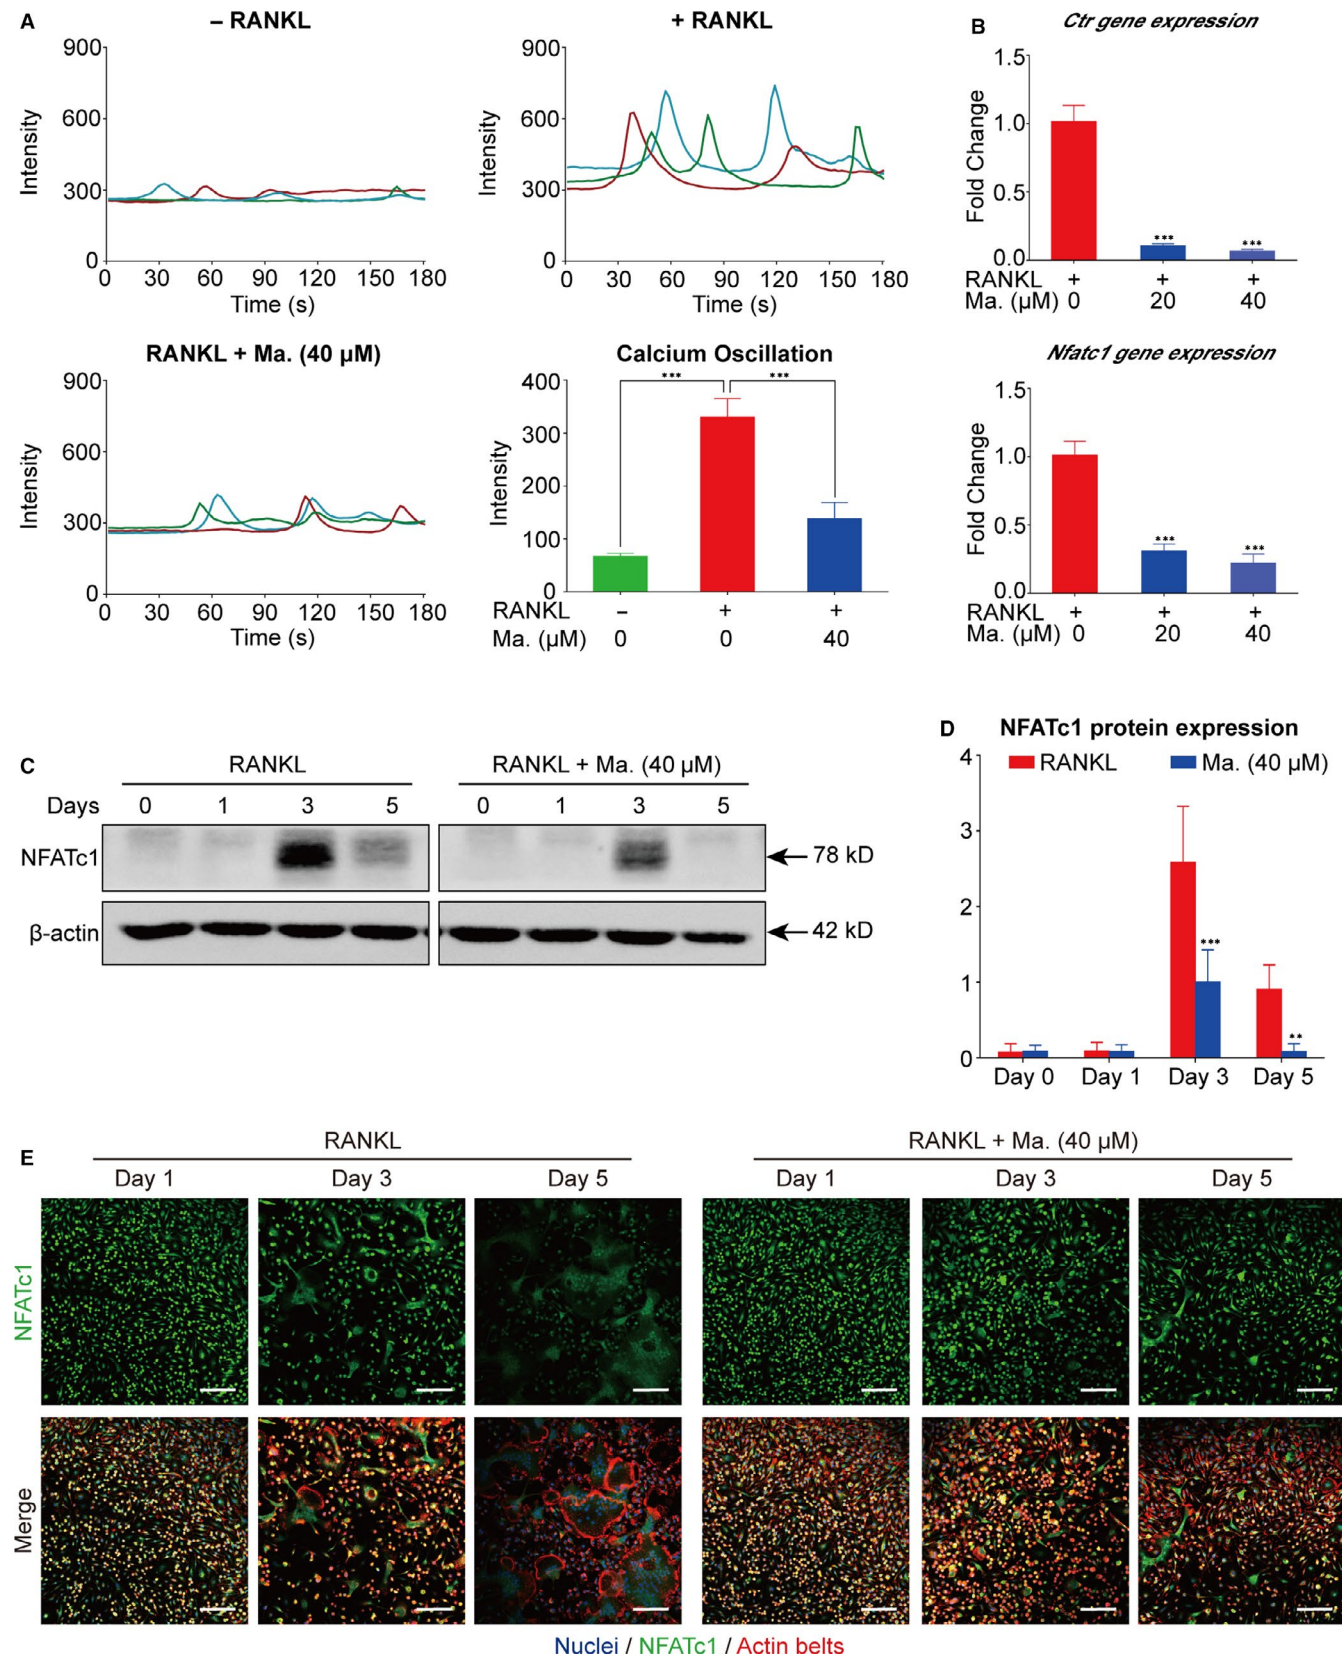 A
– RANKL
900
600
300
0
Intensity
0 30 60 90 120 150 180
Time (s)
+ RANKL
900
600
300
0
Intensity
0 30 60 90 120 150 180
Time (s)
B
Ctr gene expression
1.5
1.0
0.5
0.0
Fold Change
*** ***
RANKL + + +
Ma. (µM) 0 20 40
RANKL + Ma. (40 µM)
900
600
300
0
Intensity
0 30 60 90 120 150 180
Time (s)
Calcium Oscillation
400
300
200
100
0
Intensity
*** ***
RANKL – + +
Ma. (µM) 0 0 40
Nfatc1 gene expression
1.5
1.0
0.5
0.0
Fold Change
*** ***
RANKL + + +
Ma. (µM) 0 20 40
C
RANKL RANKL + Ma. (40 µM)
Days 0 1 3 5 0 1 3 5
NFATc1 78 kD
β-actin 42 kD
D
NFATc1 protein expression
RANKL Ma. (40 µM)
4
3
2
1
0
***
**
Day 0 Day 1 Day 3 Day 5
E
RANKL RANKL + Ma. (40 µM)
Day 1 Day 3 Day 5 Day 1 Day 3 Day 5
NFATc1
Merge
Nuclei / NFATc1 / Actin belts